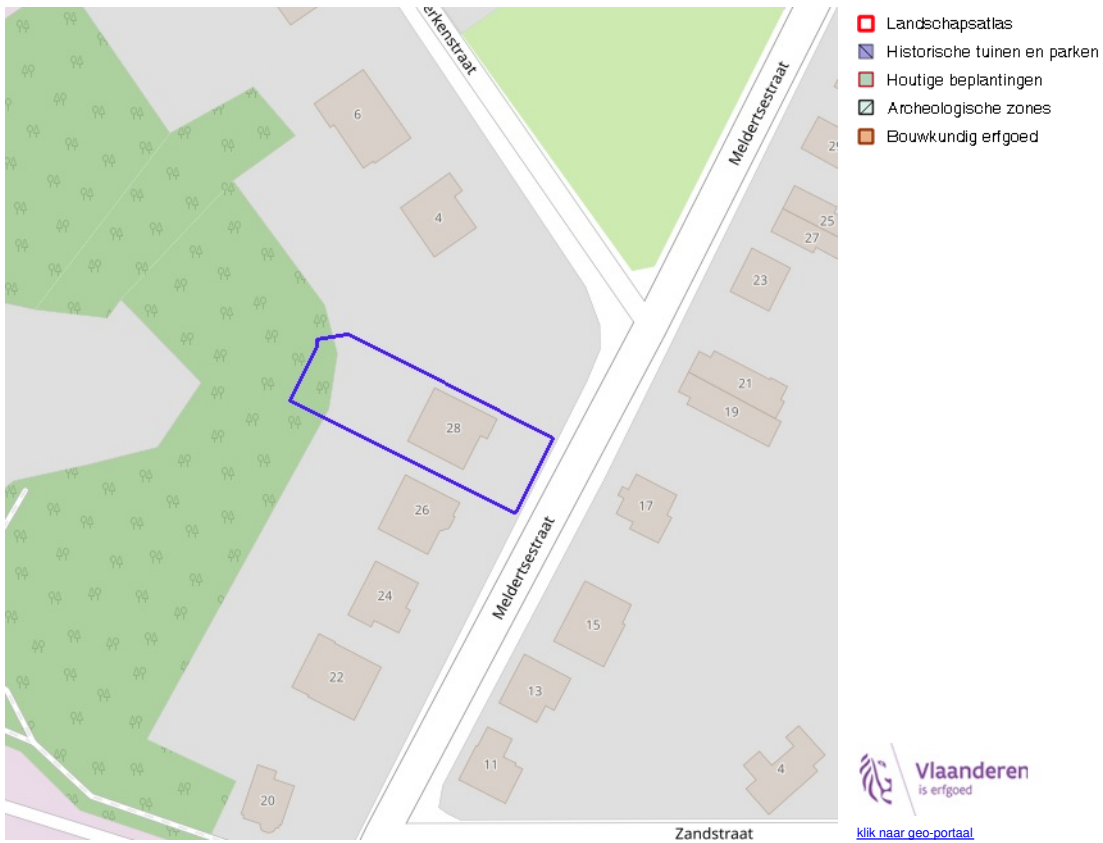 erkenstraat
Meldertsestraat
6
4
29
25
27
23
21
19
28
26
17
Meldertsestraat
24
15
22
13
11
4
20
Zandstraat
Landschapsatlas
Historische tuinen en parken
Houtige beplantingen
Archeologische zones
Bouwkundig erfgoed
Vlaanderen
is erfgoed
klik naar geo-portaal